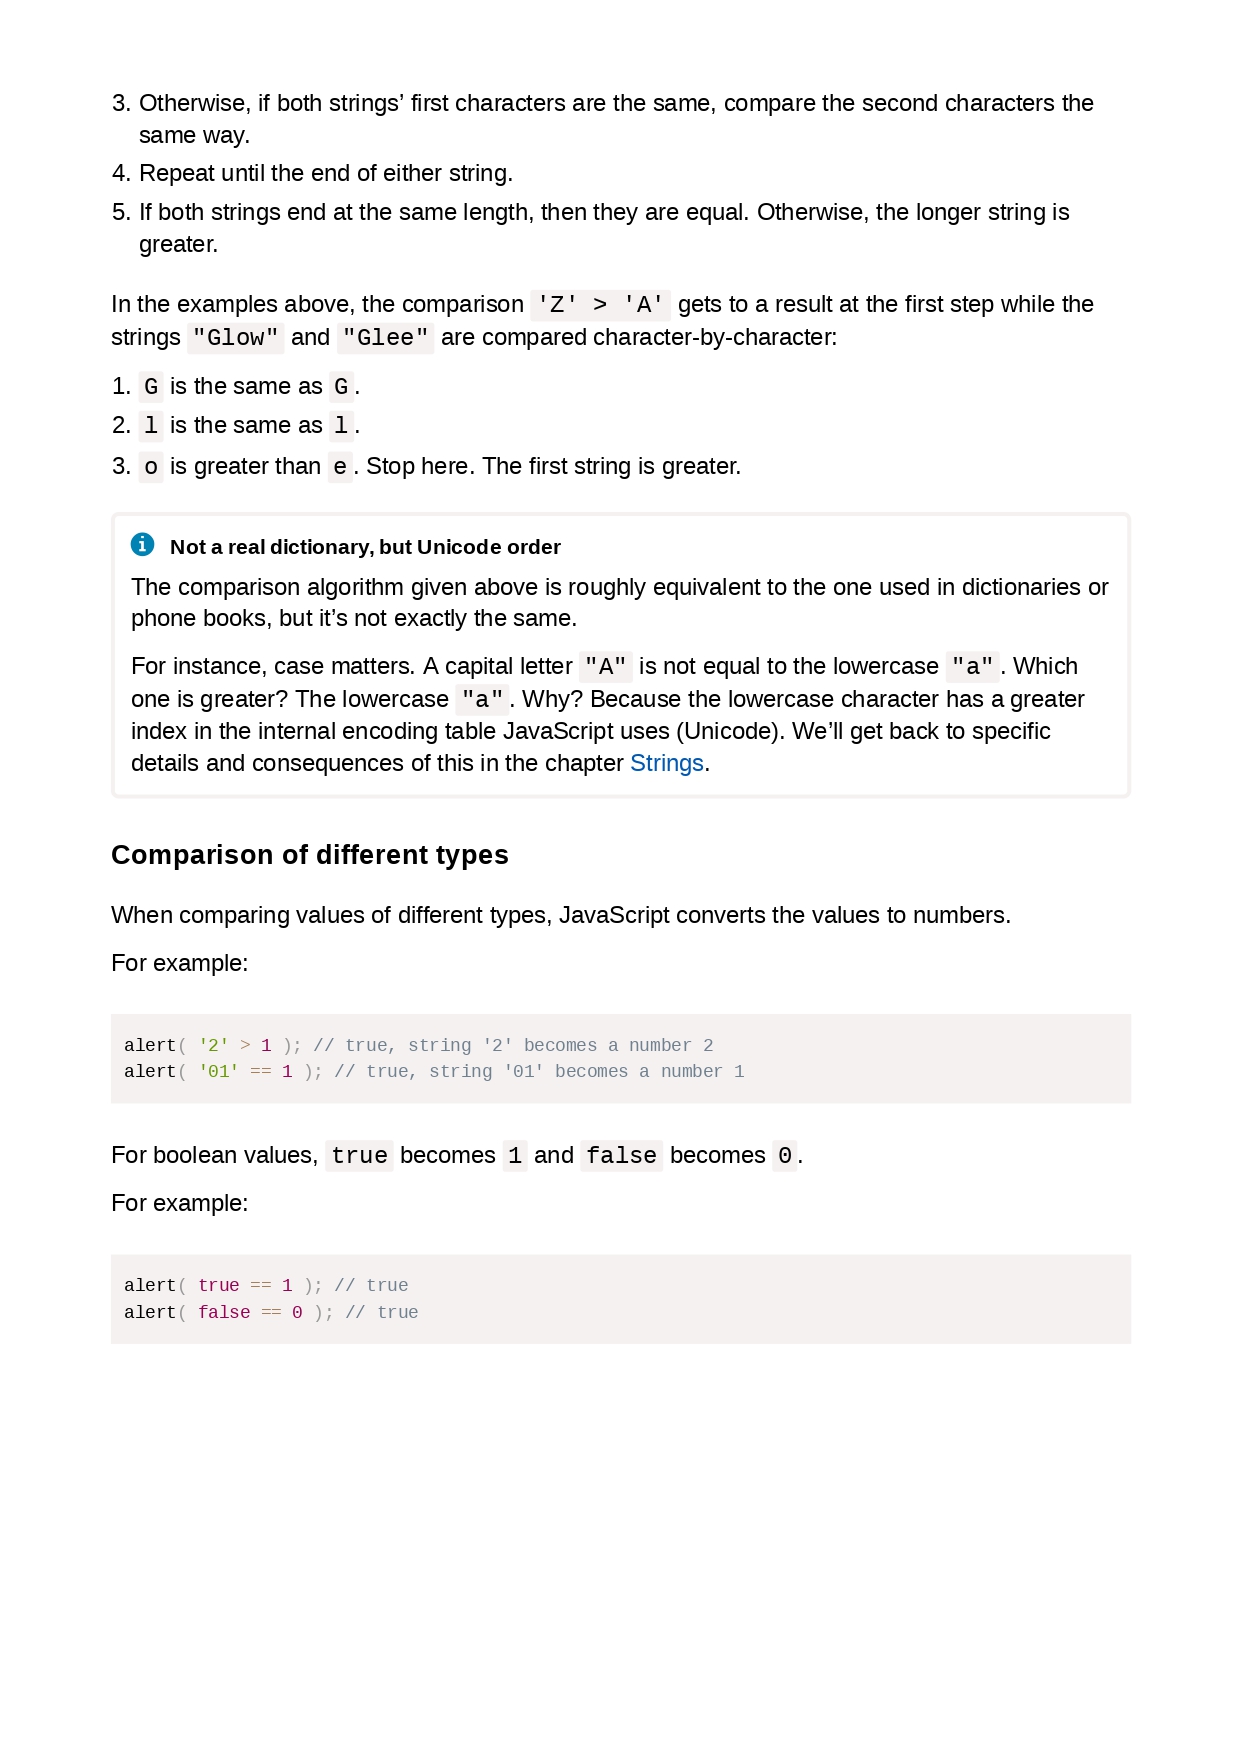 3. Otherwise, if both strings’ first characters are the same, compare the second characters the
same way.
4. Repeat until the end of either string.
5. If both strings end at the same length, then they are equal. Otherwise, the longer string is
greater.
In the examples above, the comparison 'Z' > 'A' gets to a result at the first step while the
strings "Glow" and "Glee" are compared character-by-character:
1. G is the same as G.
2. l is the same as l.
3. o is greater than e. Stop here. The first string is greater.
Not a real dictionary, but Unicode order
The comparison algorithm given above is roughly equivalent to the one used in dictionaries or
phone books, but it’s not exactly the same.
For instance, case matters. A capital letter "A" is not equal to the lowercase "a". Which
one is greater? The lowercase "a". Why? Because the lowercase character has a greater
index in the internal encoding table JavaScript uses (Unicode). We’ll get back to specific
details and consequences of this in the chapter Strings.
Comparison of different types
When comparing values of different types, JavaScript converts the values to numbers.
For example:
alert( '2' > 1 ); // true, string '2' becomes a number 2
alert( '01' == 1 ); // true, string '01' becomes a number 1
For boolean values, true becomes 1 and false becomes 0.
For example:
alert( true == 1 ); // true
alert( false == 0 ); // true